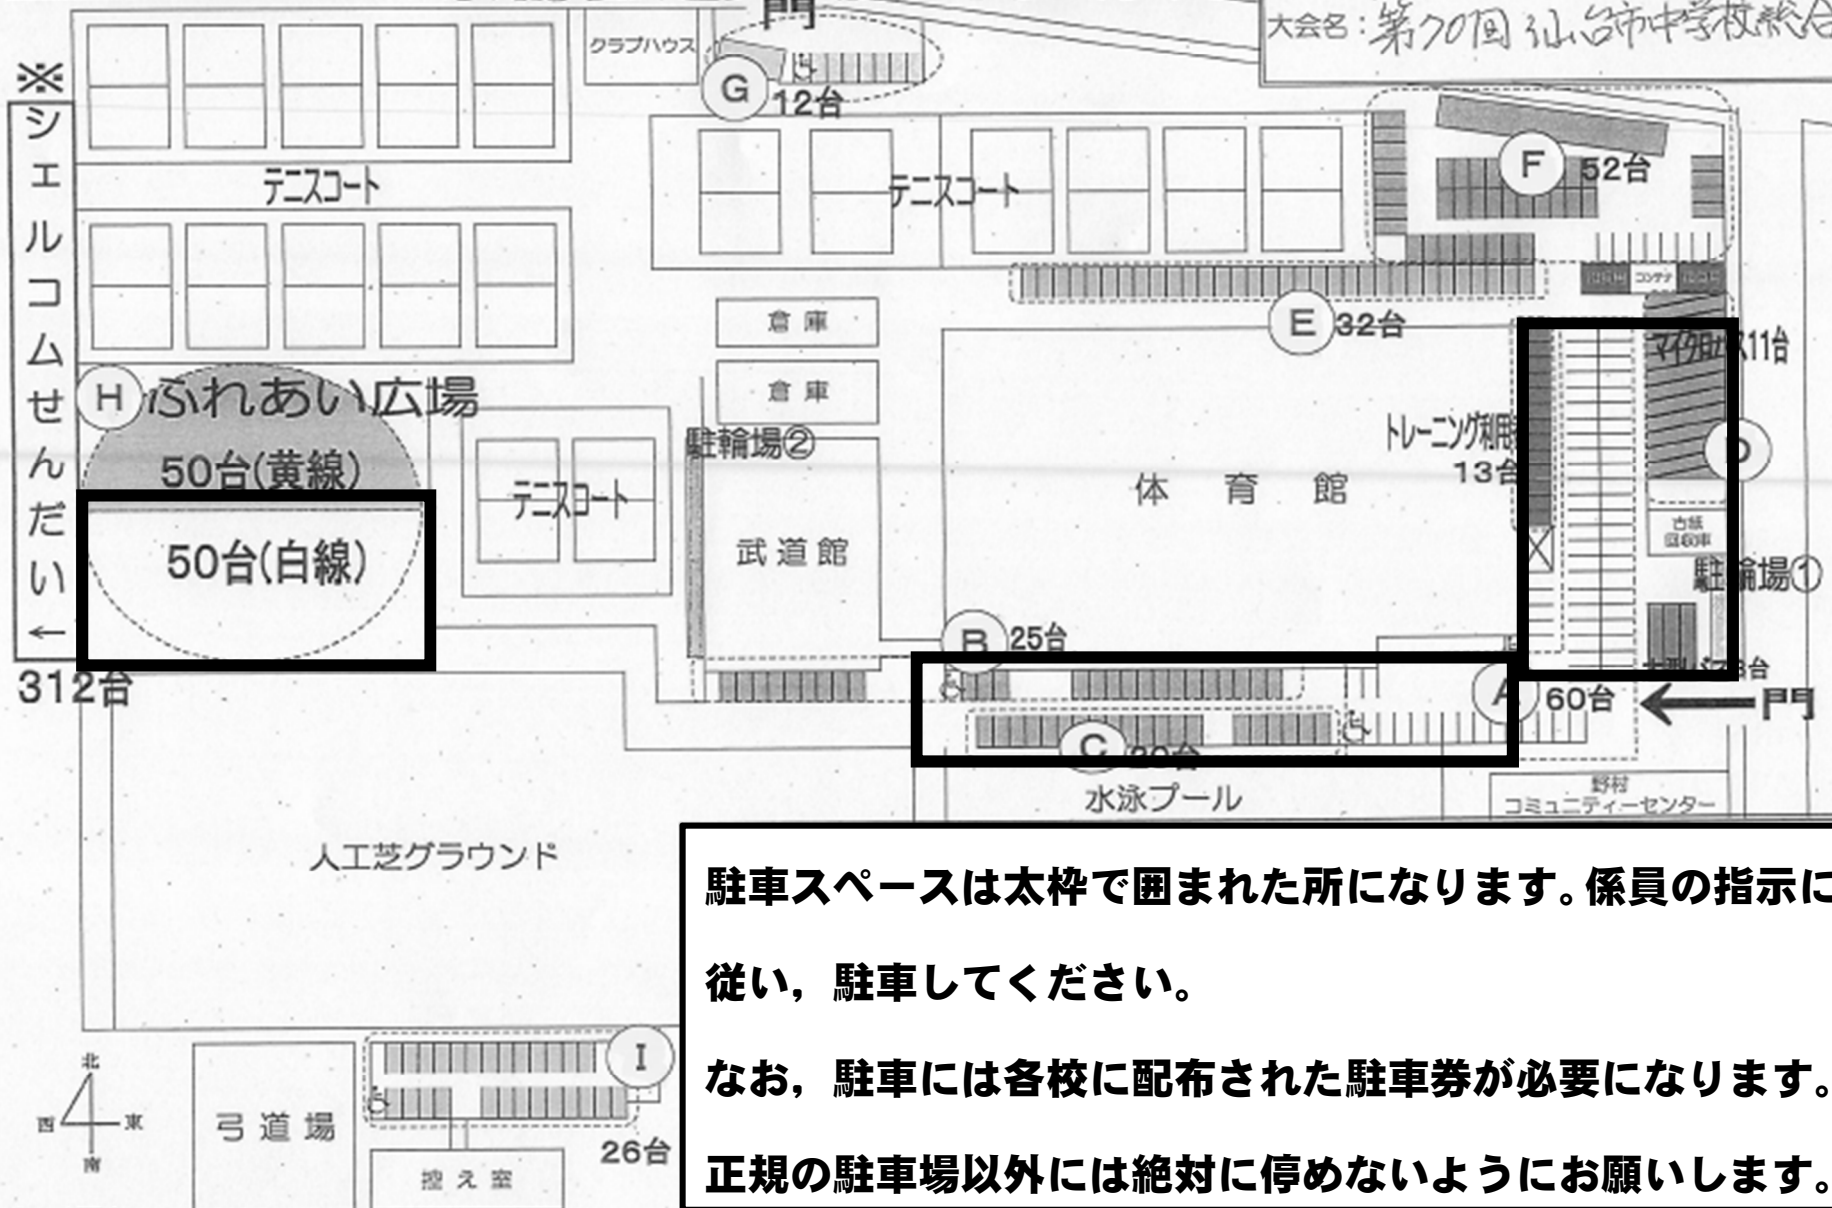 門
大会名：第70回 仙台市中学校総合
クラブハウス
※シェルコムせんだい←
312台
G
12台
テニスコート
テニスコート
F
52台
コンテナ
倉庫
E
32台
倉庫
マイクロバス11台
H
ふれあい広場
50台(黄線)
50台(白線)
テニスコート
駐輪場②
トレーニング利用
13台
D
体育館
武道館
古紙
回収車
駐輪場①
B
25台
A
60台
←門
C
水泳プール
野村
コミュニティーセンター
人工芝グラウンド
駐車スペースは太枠で囲まれた所になります。係員の指示に
従い，駐車してください。
なお，駐車には各校に配布された駐車券が必要になります。
正規の駐車場以外には絶対に停めないようにお願いします。
I
26台
北
西
東
南
弓道場
控え室